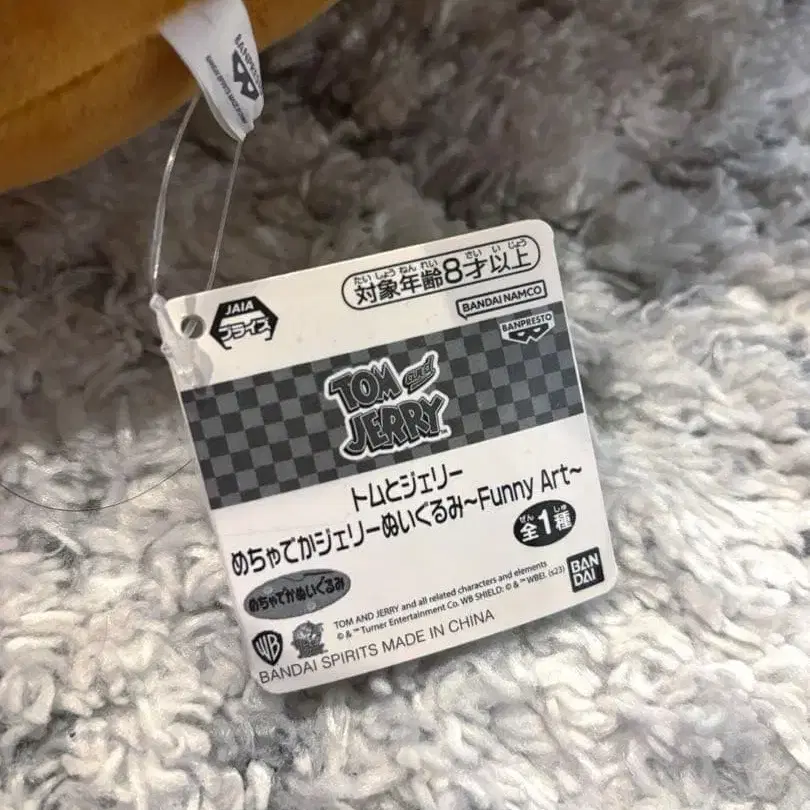 BANPRESTO
JAIA
プライズ
たいしょうねんれい さい いじょう
対象年齢8才以上
BANDAI NAMCO
BANPRESTO
TOM and JERRY™
トムとジェリー
めちゃでかジェリーぬいぐるみ~Funny Art~
ぜん しゅ
全1種
めちゃでかぬいぐるみ
TOM AND JERRY and all related characters and elements
© & ™ Turner Entertainment Co. WB SHIELD: © & ™ WBEI. (s23)
BAN
DAI
WB
BANDAI SPIRITS MADE IN CHINA